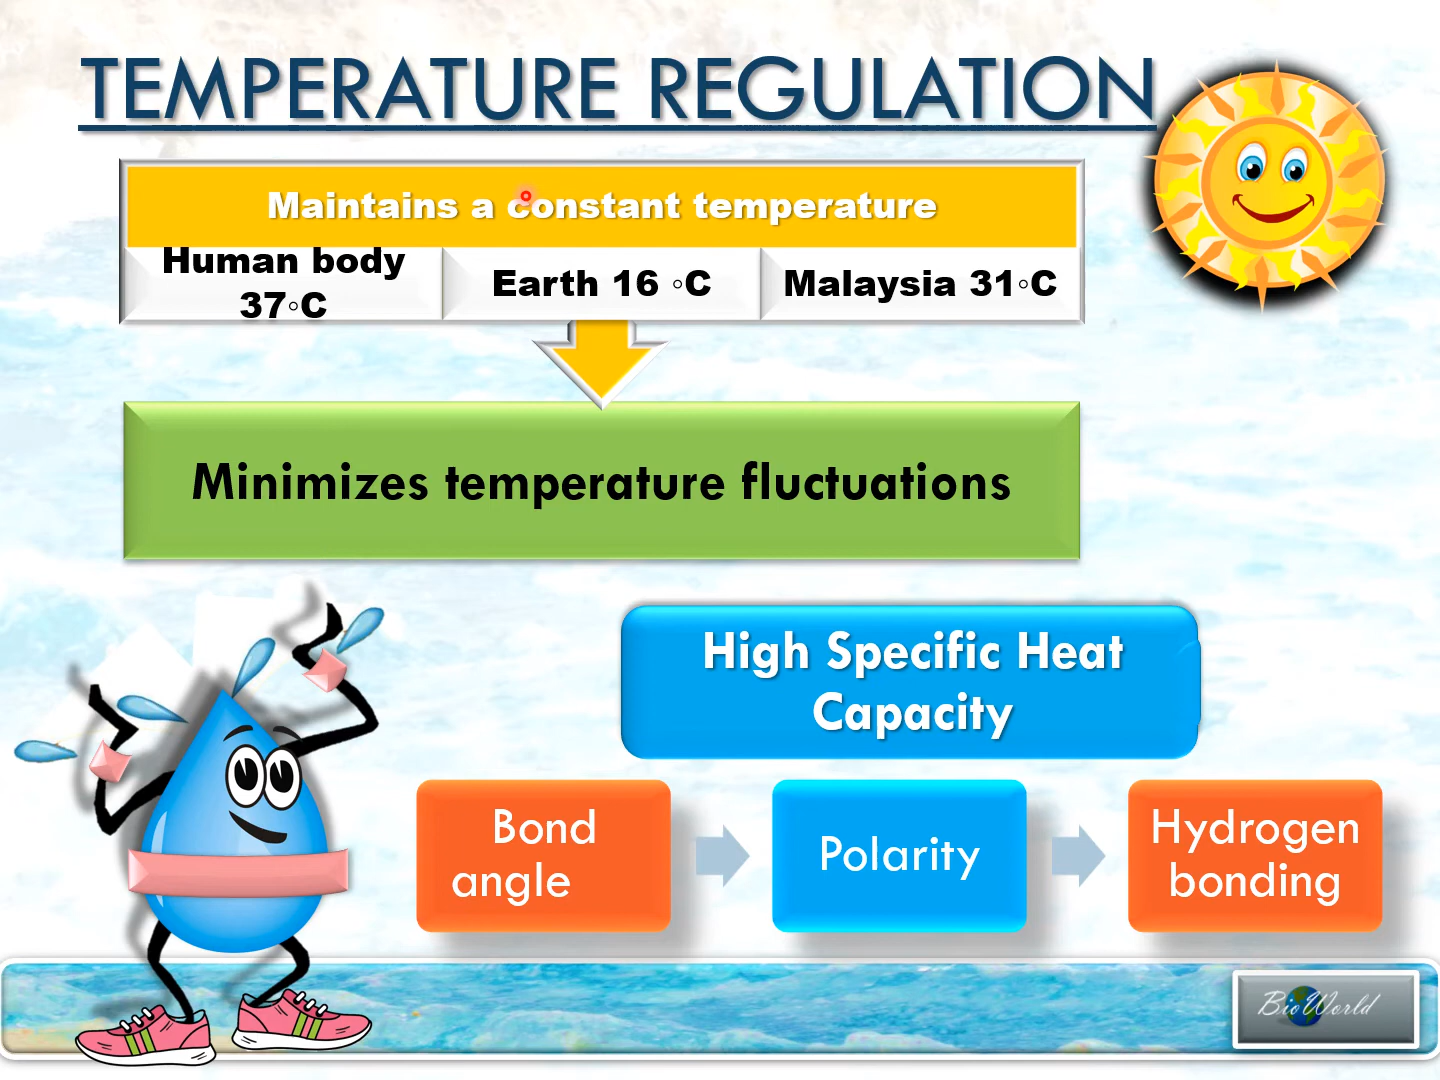 TEMPERATURE REGULATION
Maintains a constant temperature
Human body
37◦C
Earth 16 ◦C
Malaysia 31◦C
Minimizes temperature fluctuations
High Specific Heat
Capacity
Bond
angle
Polarity
Hydrogen
bonding
BioWorld